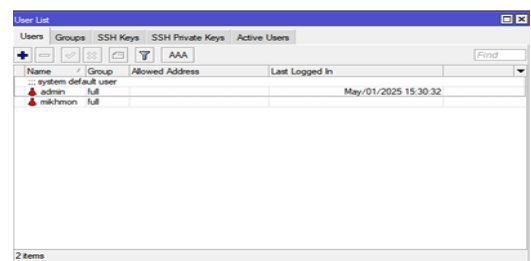 User List
Users Groups SSH Keys SSH Private Keys Active Users
AAA Find
Name Group Allowed Address Last Logged In
;;; system default user
admin full May/01/2025 15:30:32
mikhmon full
2 items